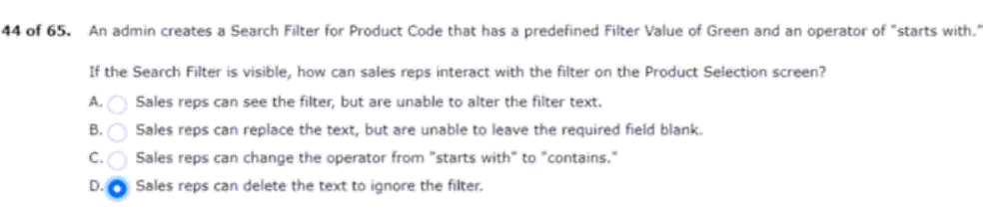 44 of 65. An admin creates a Search Filter for Product Code that has a predefined Filter Value of Green and an operator of "starts with."
If the Search Filter is visible, how can sales reps interact with the filter on the Product Selection screen?
A. Sales reps can see the filter, but are unable to alter the filter text.
B. Sales reps can replace the text, but are unable to leave the required field blank.
C. Sales reps can change the operator from "starts with" to "contains."
D. Sales reps can delete the text to ignore the filter.